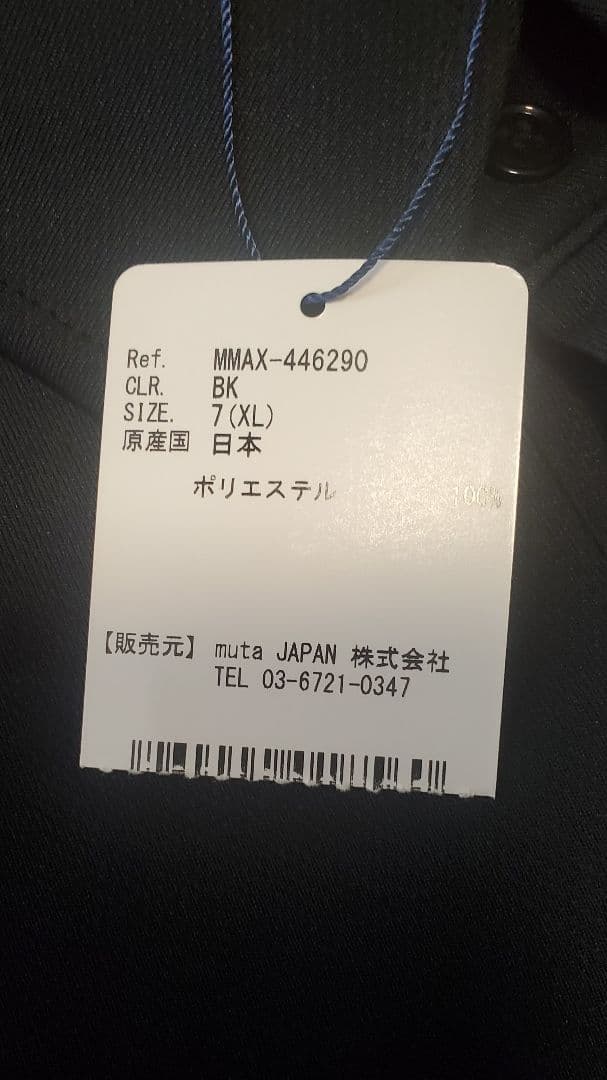 Ref. MMAX-446290
CLR. BK
SIZE. 7(XL)
原産国 日本
ポリエステル 100%
【販売元】 muta JAPAN 株式会社
TEL 03-6721-0347